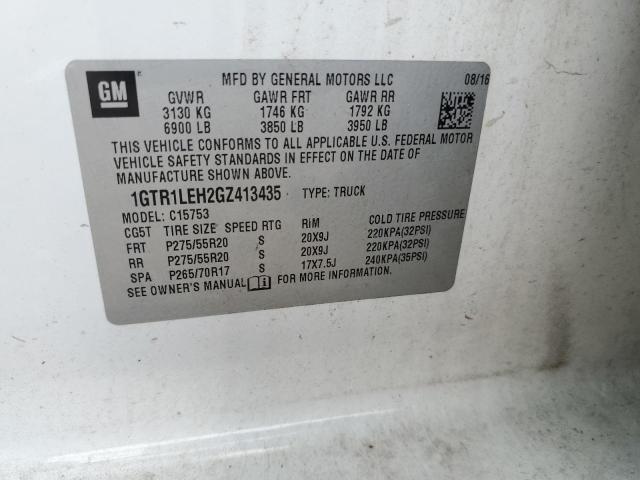 GM
MFD BY GENERAL MOTORS LLC 08/16
GVWR GAWR FRT GAWR RR
3130 KG 1746 KG 1792 KG
6900 LB 3850 LB 3950 LB
THIS VEHICLE CONFORMS TO ALL APPLICABLE U.S. FEDERAL MOTOR
VEHICLE SAFETY STANDARDS IN EFFECT ON THE DATE OF
MANUFACTURE SHOWN ABOVE.
1GTR1LEH2GZ413435 TYPE: TRUCK
MODEL: C15753
CG5T TIRE SIZE SPEED RTG RIM COLD TIRE PRESSURE
FRT P275/55R20 S 20X9J 220KPA(32PSI)
RR P275/55R20 S 20X9J 220KPA(32PSI)
SPA P265/70R17 S 17X7.5J 240KPA(35PSI)
SEE OWNER'S MANUAL FOR MORE INFORMATION.